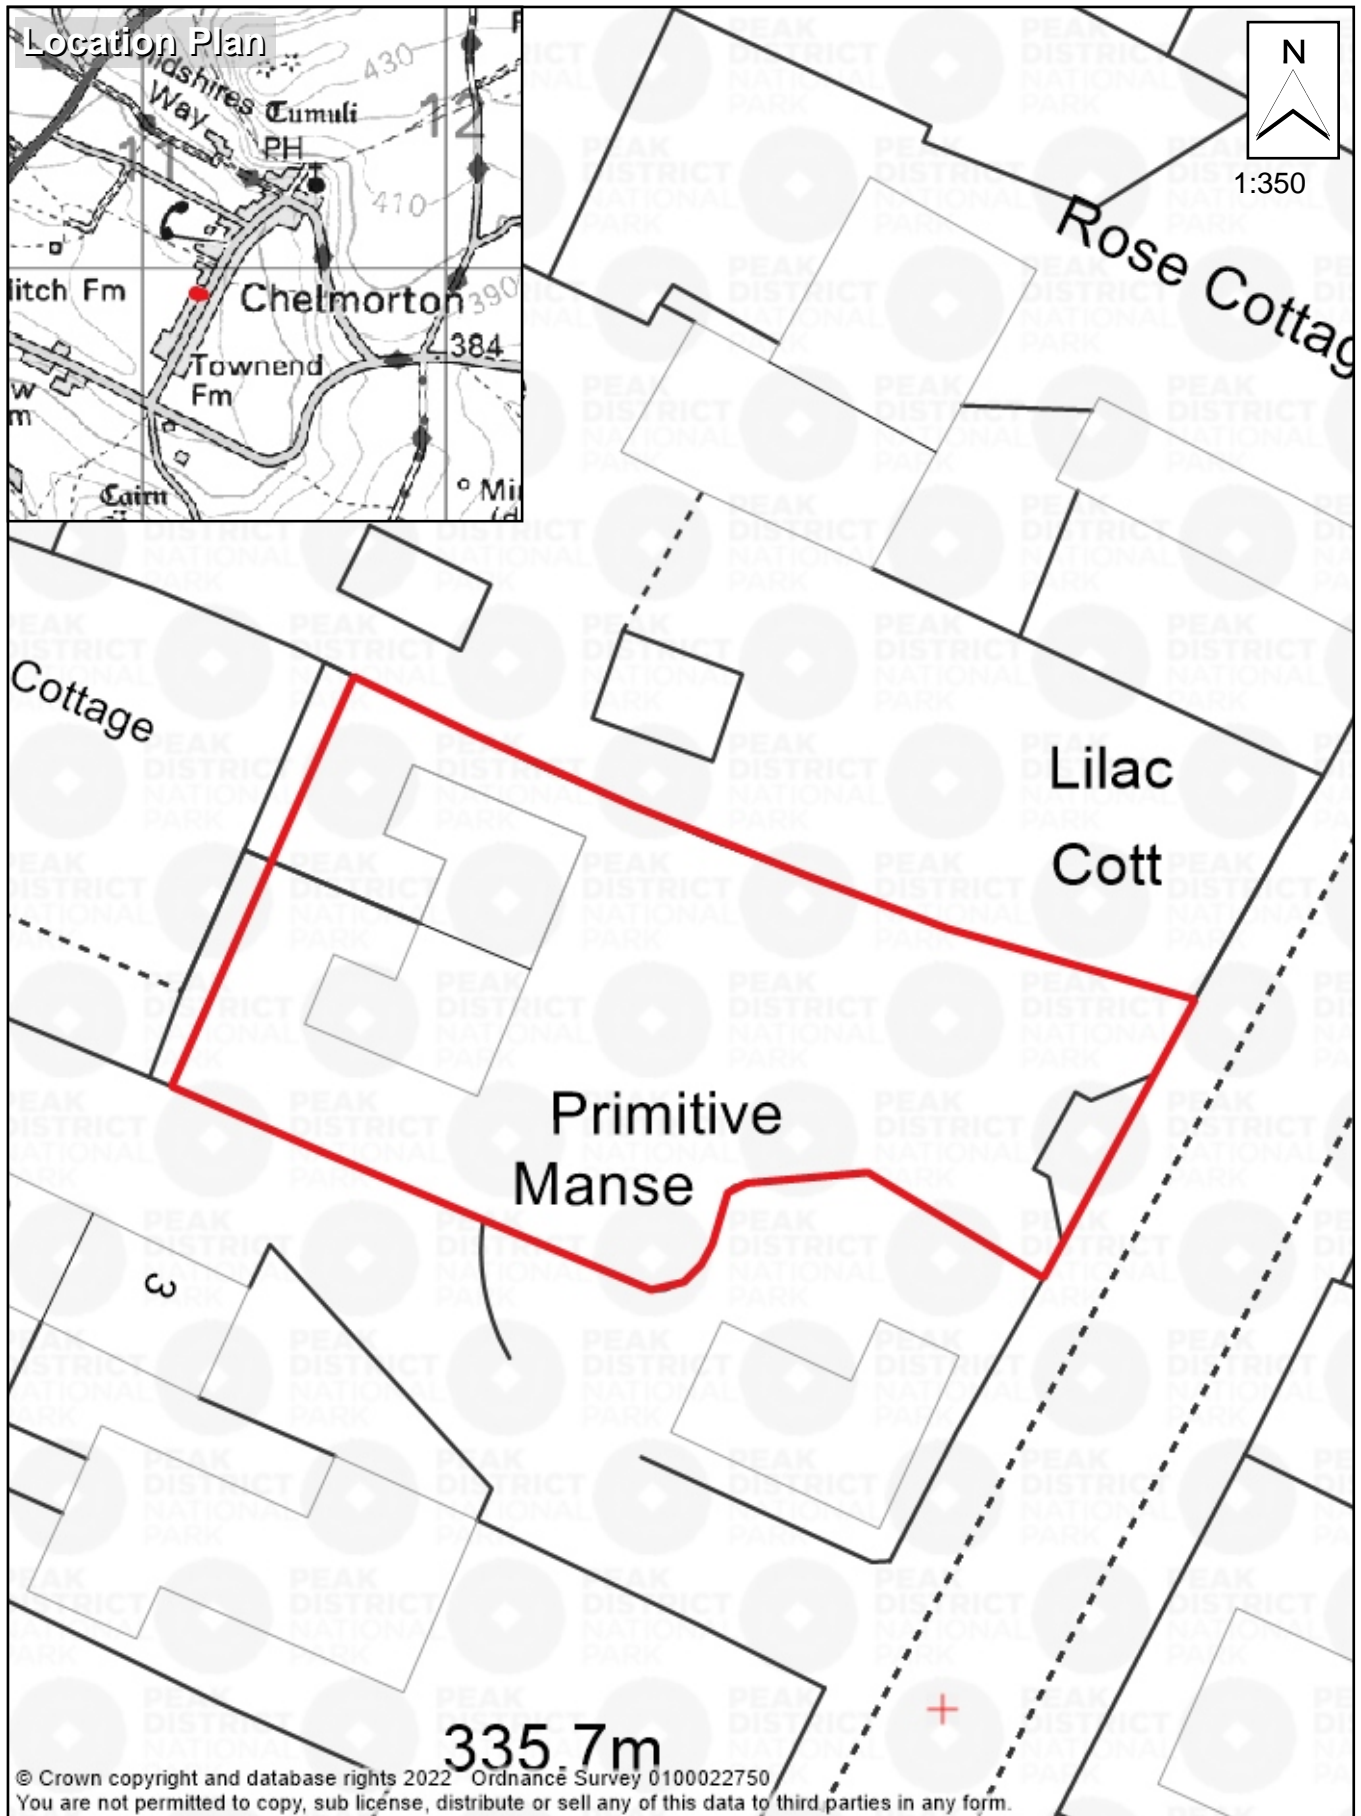 Location Plan
idshires
Way
Tumuli
PH
430
12
11
410
litch Fm
Chelmorton
390
384
Townend
Fm
w
m
Cairn
Mi
N
1:350
Rose Cottag
Cottage
Lilac
Cott
Primitive
Manse
3
335.7m
© Crown copyright and database rights 2022 Ordnance Survey 0100022750
You are not permitted to copy, sub license, distribute or sell any of this data to third parties in any form.
PEAK
DISTRICT
NATIONAL
PARK